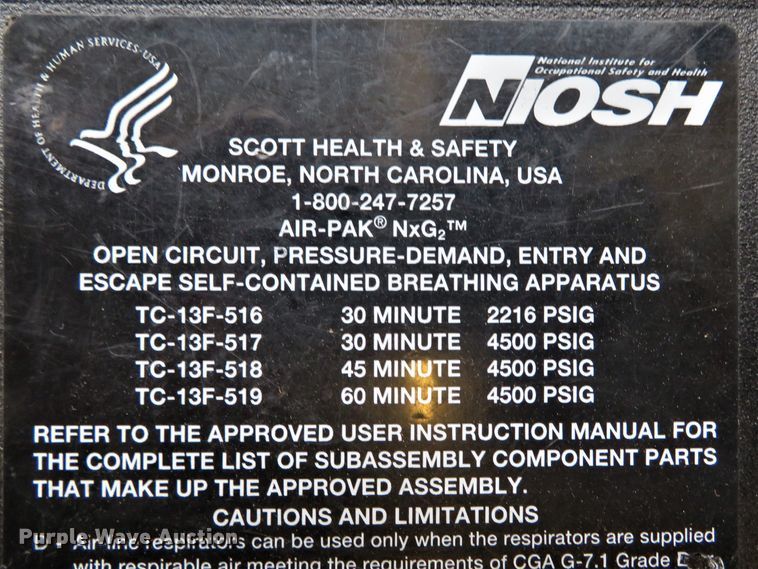 DEPARTMENT OF HEALTH & HUMAN SERVICES • USA
National Institute for
Occupational Safety and Health
NIOSH
SCOTT HEALTH & SAFETY
MONROE, NORTH CAROLINA, USA
1-800-247-7257
AIR-PAK® NxG₂™
OPEN CIRCUIT, PRESSURE-DEMAND, ENTRY AND
ESCAPE SELF-CONTAINED BREATHING APPARATUS
TC-13F-516 30 MINUTE 2216 PSIG
TC-13F-517 30 MINUTE 4500 PSIG
TC-13F-518 45 MINUTE 4500 PSIG
TC-13F-519 60 MINUTE 4500 PSIG
REFER TO THE APPROVED USER INSTRUCTION MANUAL FOR
THE COMPLETE LIST OF SUBASSEMBLY COMPONENT PARTS
THAT MAKE UP THE APPROVED ASSEMBLY.
CAUTIONS AND LIMITATIONS
Purple Wave Auction
D - Air-line respirators can be used only when the respirators are supplied
with respirable air meeting the requirements of CGA G-7.1 Grade D